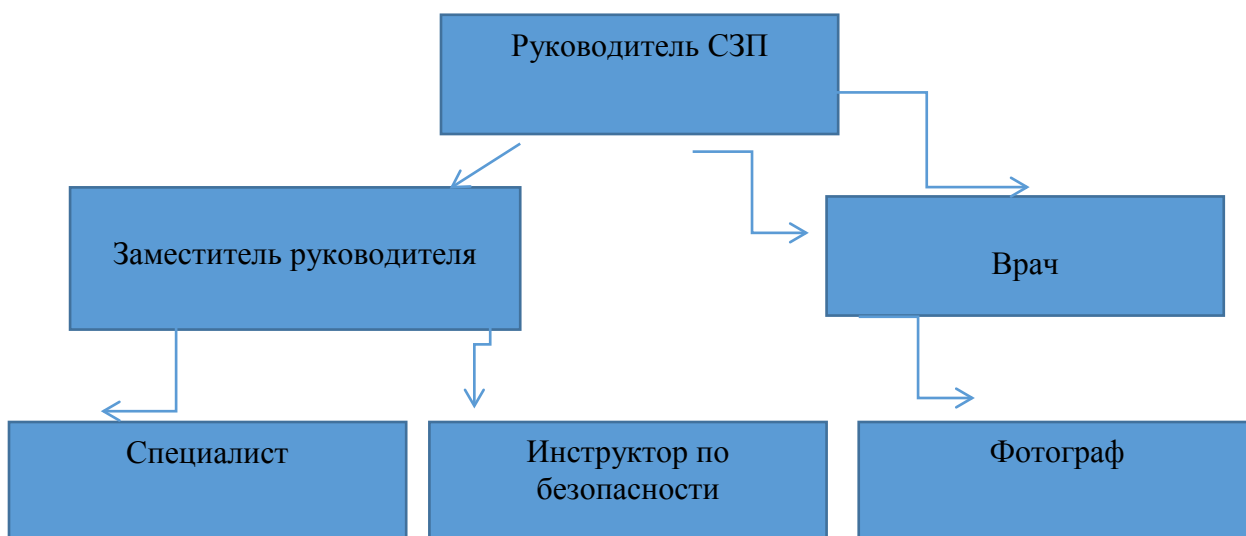 Руководитель СЗП
Заместитель руководителя
Врач
Специалист
Инструктор по
безопасности
Фотограф